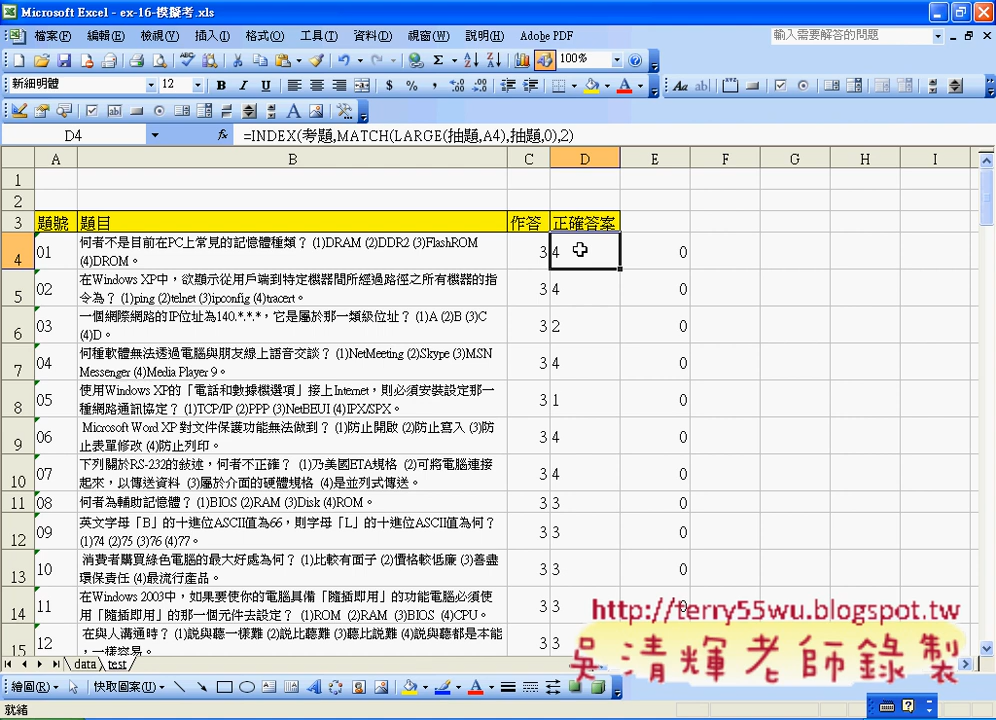 Microsoft Excel - ex-16-模擬考.xls
檔案(F) 編輯(E) 檢視(V) 插入(I) 格式(O) 工具(T) 資料(D) 視窗(W) 說明(H) Adobe PDF 輸入需要解答的問題
100%
新細明體 12 B I U
D4 fx =INDEX(考題,MATCH(LARGE(抽題,A4),抽題,0),2)
A B C D E F G H I
1
2
3 題號 題目 作答 正確答案
4 01 何者不是目前在PC上常見的記憶體種類？ (1)DRAM (2)DDR2 (3)FlashROM
(4)DROM。 3 4 0
5 02 在Windows XP中，欲顯示從用戶端到特定機器間所經過路徑之所有機器的指
令為？ (1)ping (2)telnet (3)ipconfig (4)tracert。 3 4 0
6 03 一個網際網路的IP位址為140.*.*.*，它是屬於那一類級位址？ (1)A (2)B (3)C
(4)D。 3 2 0
7 04 何種軟體無法透過電腦與朋友線上語音交談？ (1)NetMeeting (2)Skype (3)MSN
Messenger (4)Media Player 9。 3 4 0
8 05 使用Windows XP的「電話和數據機選項」接上Internet，則必須安裝設定那一
種網路通訊協定？ (1)TCP/IP (2)PPP (3)NetBEUI (4)IPX/SPX。 3 1 0
9 06 Microsoft Word XP 對文件保護功能無法做到？ (1)防止開啟 (2)防止寫入 (3)防
止表單修改 (4)防止列印。 3 4 0
10 07 下列關於RS-232的敘述，何者不正確？ (1)乃美國ETA規格 (2)可將電腦連接
起來，以傳送資料 (3)屬於介面的硬體規格 (4)是並列式傳送。 3 4 0
11 08 何者為輔助記憶體？ (1)BIOS (2)RAM (3)Disk (4)ROM。 3 3 0
12 09 英文字母「B」的十進位ASCII值為66，則字母「L」的十進位ASCII值為何？
(1)74 (2)75 (3)76 (4)77。 3 3 0
13 10 消費者購買綠色電腦的最大好處為何？ (1)比較有面子 (2)價格較低廉 (3)善盡
環保責任 (4)最流行產品。 3 3 0
14 11 在Windows 2003中，如果要使你的電腦具備「隨插即用」的功能電腦必須使
用「隨插即用」的那一個元件去設定？ (1)ROM (2)RAM (3)BIOS (4)CPU。 3 3 0
15 12 在與人溝通時？ (1)說與聽一樣難 (2)說比聽難 (3)聽比說難 (4)說與聽都是本能
，一樣容易。 3 3
http://terry55wu.blogspot.tw
吳清輝老師錄製
data test
繪圖(R) 快取圖案(U)
就緒